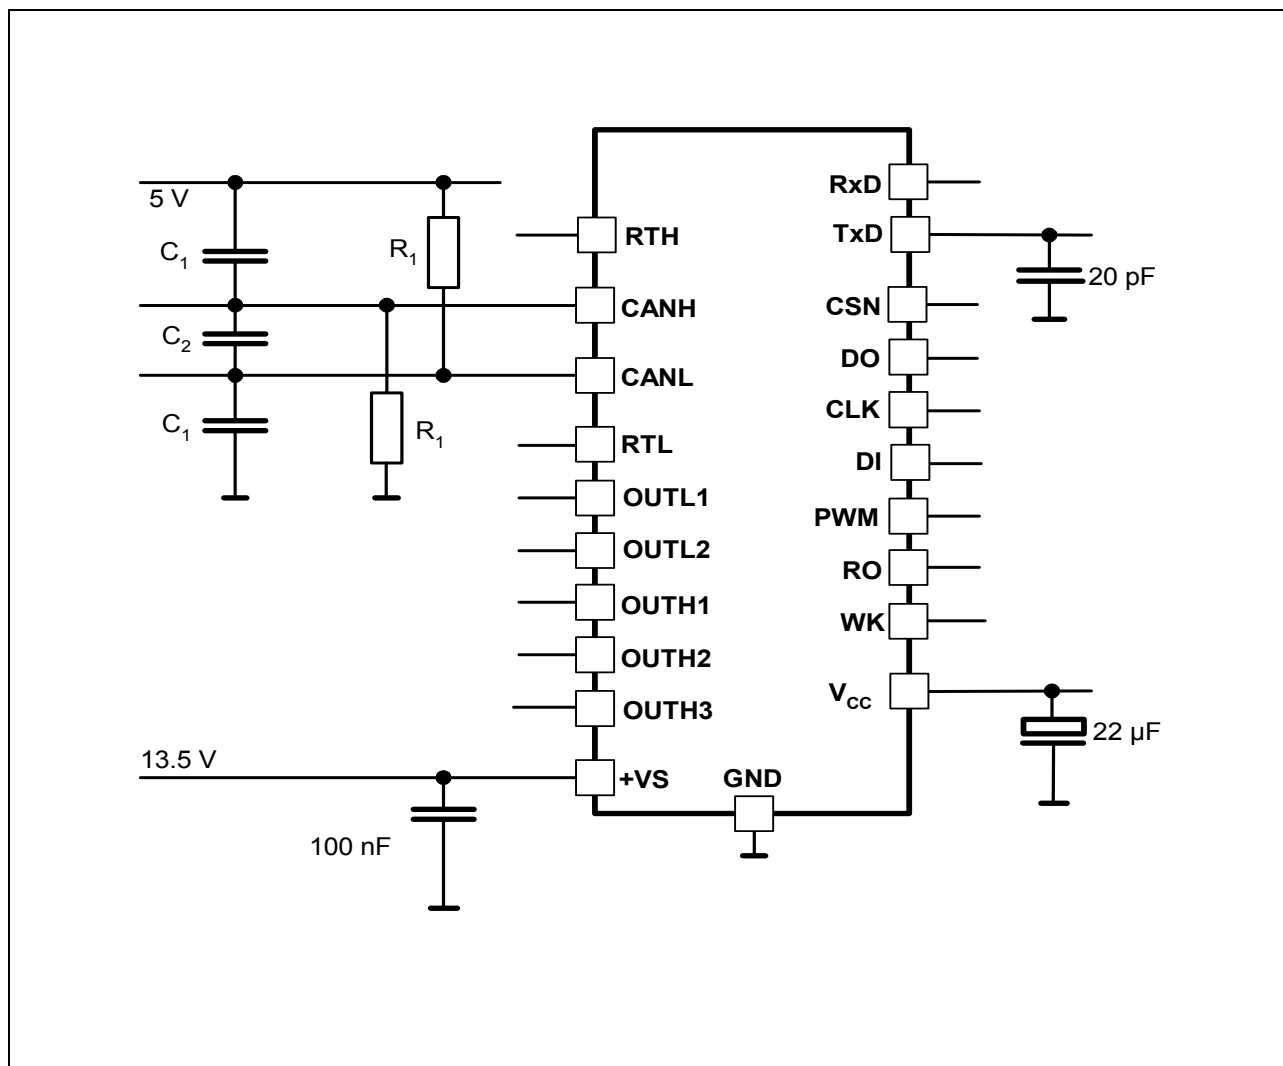 RxD
5 V
TxD
RTH
R₁
C₁
20 pF
CANH
CSN
C₂
DO
CANL
CLK
C₁
R₁
RTL
DI
OUTL1
PWM
OUTL2
RO
OUTH1
WK
OUTH2
V_CC
OUTH3
22 µF
13.5 V
+VS
GND
100 nF